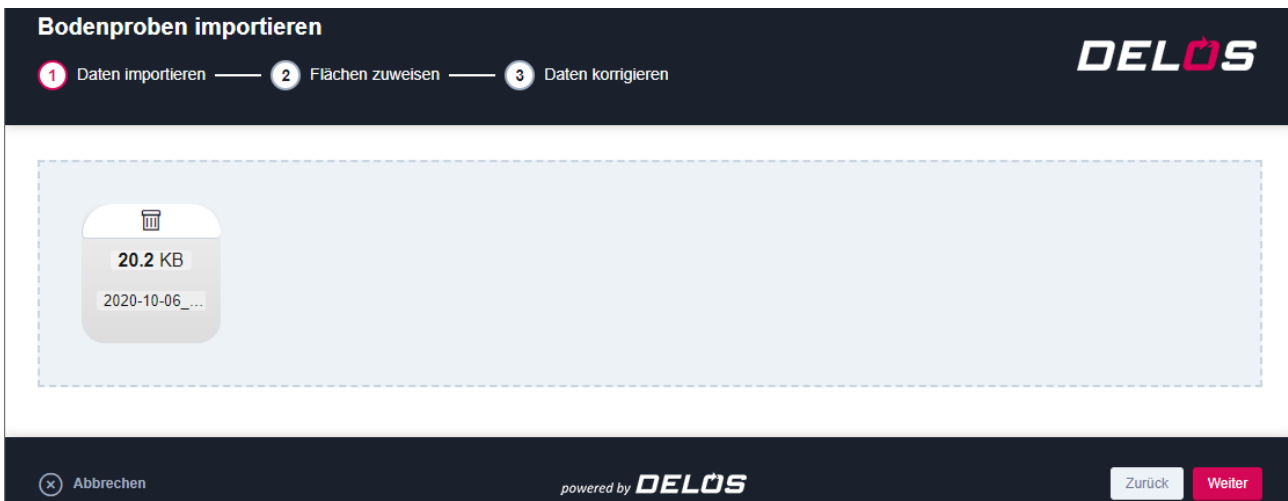 Bodenproben importieren
1 Daten importieren 2 Flächen zuweisen 3 Daten korrigieren
DELOS
20.2 KB
2020-10-06_...
Abbrechen
powered by DELOS
Zurück
Weiter